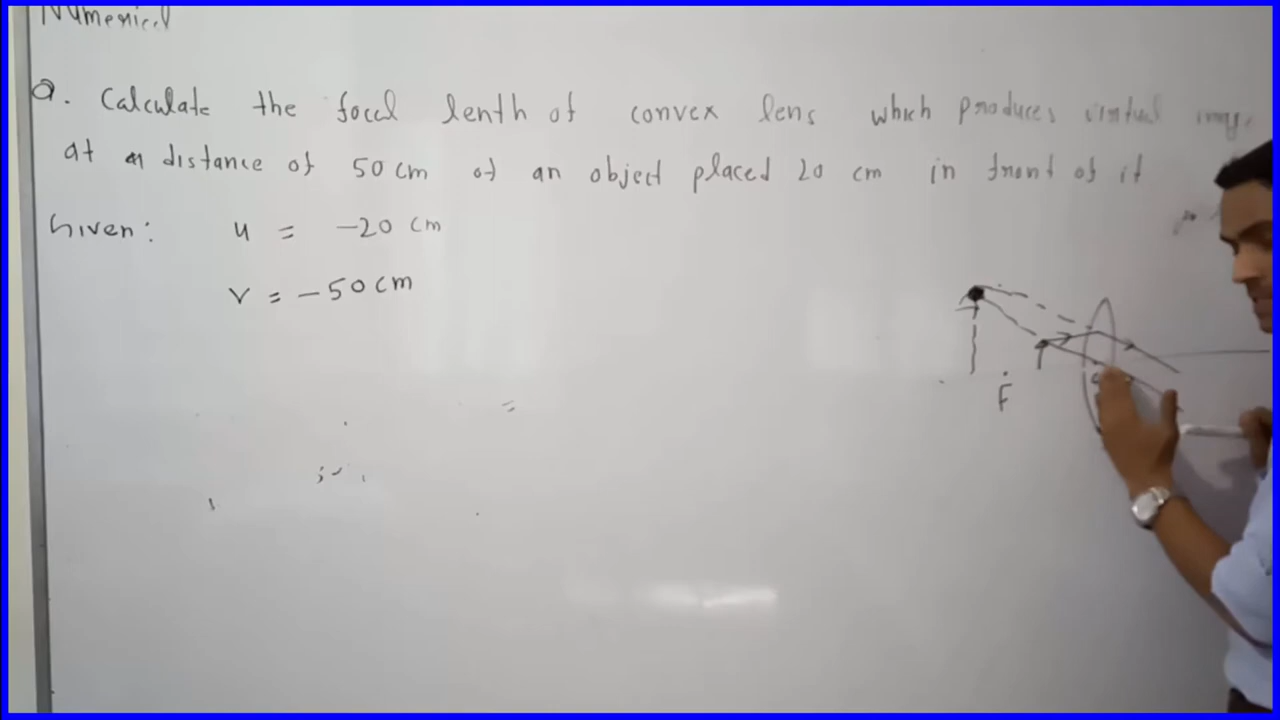 Numerical
Q. Calculate the focal lenth of convex lens which produces virtual
at a distance of 50 cm of an object placed 20 cm in front of it
Given: u = -20 cm
v = -50 cm
F